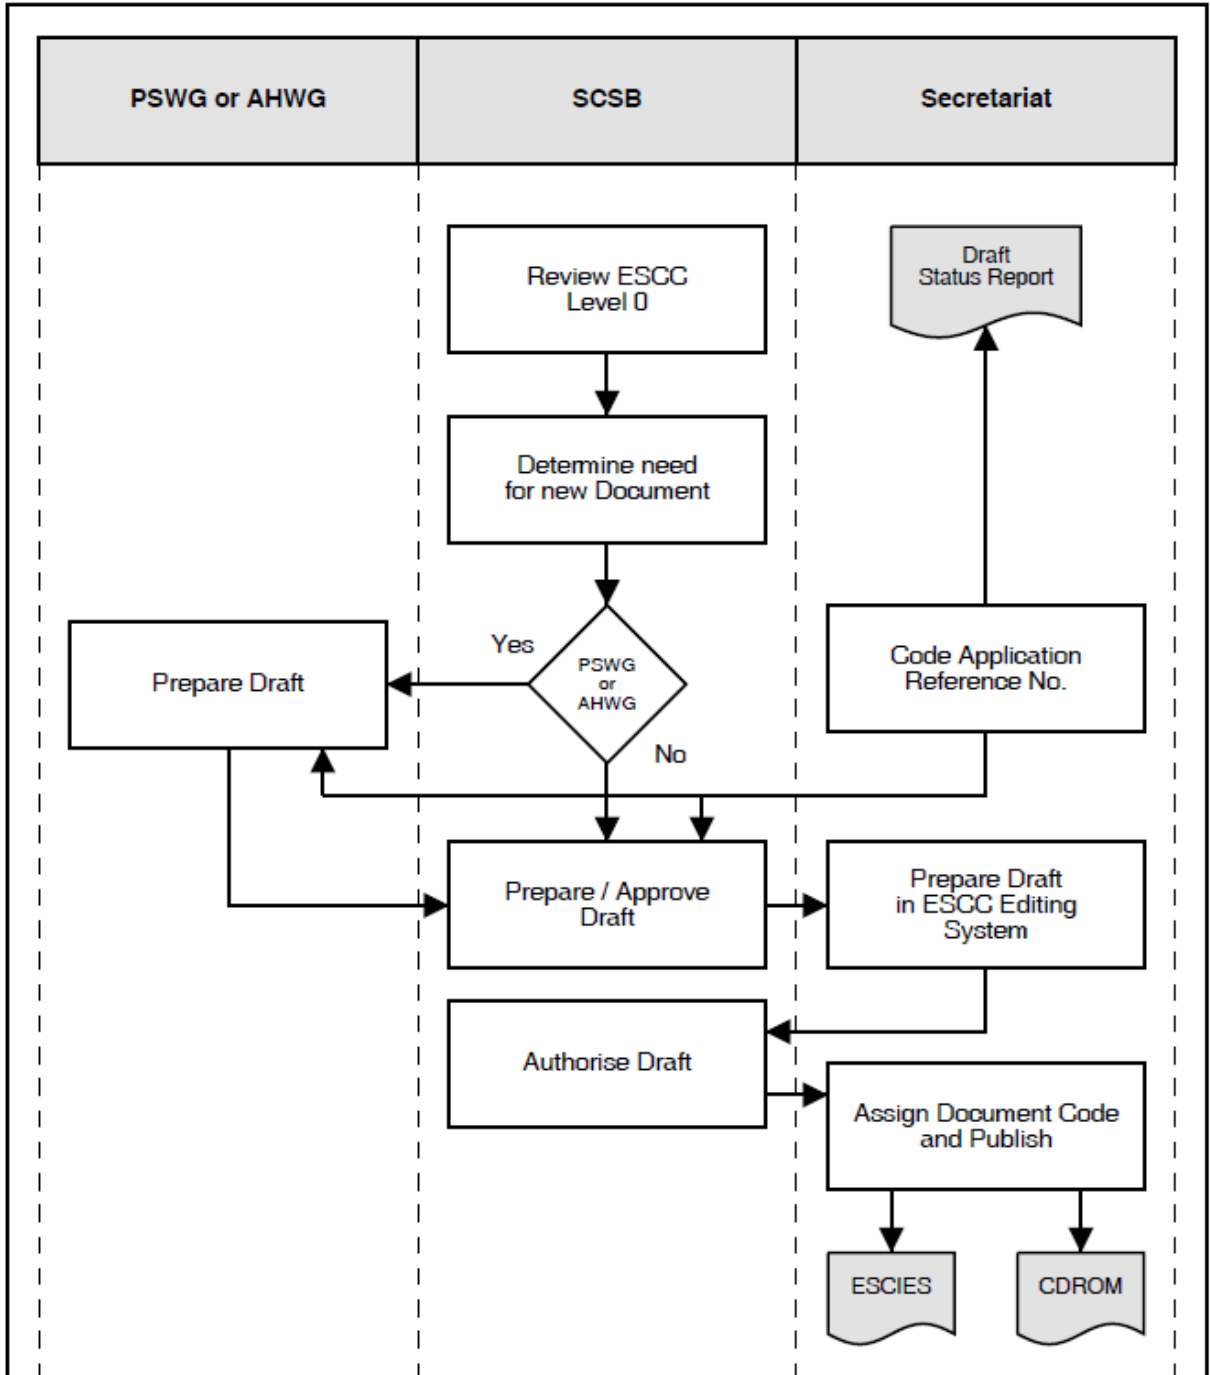 PSWG or AHWG
SCSB
Secretariat
Review ESCC
Level 0
Draft
Status Report
Determine need
for new Document
Yes
PSWG
or
AHWG
No
Prepare Draft
Code Application
Reference No.
Prepare / Approve
Draft
Prepare Draft
in ESCC Editing
System
Authorise Draft
Assign Document Code
and Publish
ESCIES
CDROM